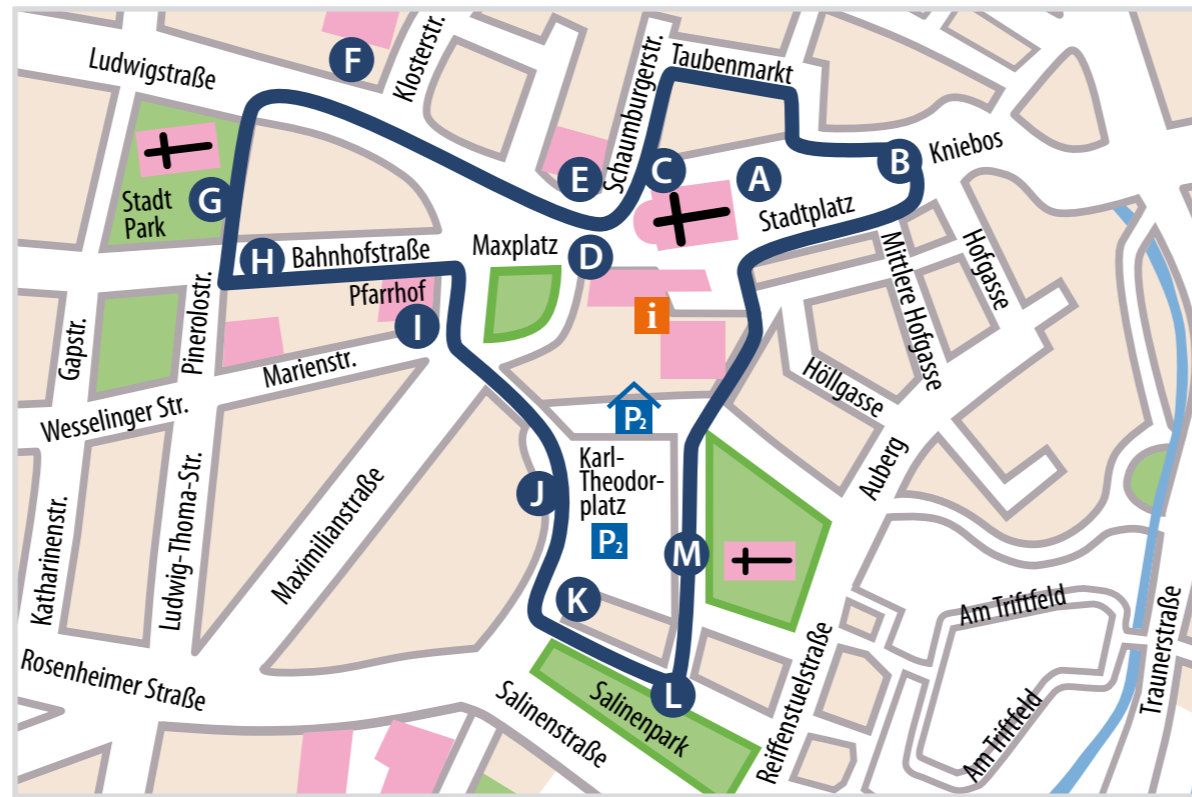 Ludwigstraße
F
Klosterstr.
Schaumburgerstr.
Taubenmarkt
B
Kniebos
C
A
E
Stadtplatz
G
Stadt
Park
H
Bahnhofstraße
Maxplatz
D
Pfarrhof
i
I
Mittlere Hofgasse
Hofgasse
Gapstr.
Pinerolostr.
Marienstr.
Wesselinger Str.
Höllgasse
P2
Auberg
Karl-
Theodor-
platz
P2
J
M
K
L
Katharinenstr.
Ludwig-Thoma-Str.
Maximilianstraße
Rosenheimer Straße
Salinenstraße
Salinenpark
Reiffenstuelstraße
Am Triftfeld
Am Triftfeld
Traunerstraße